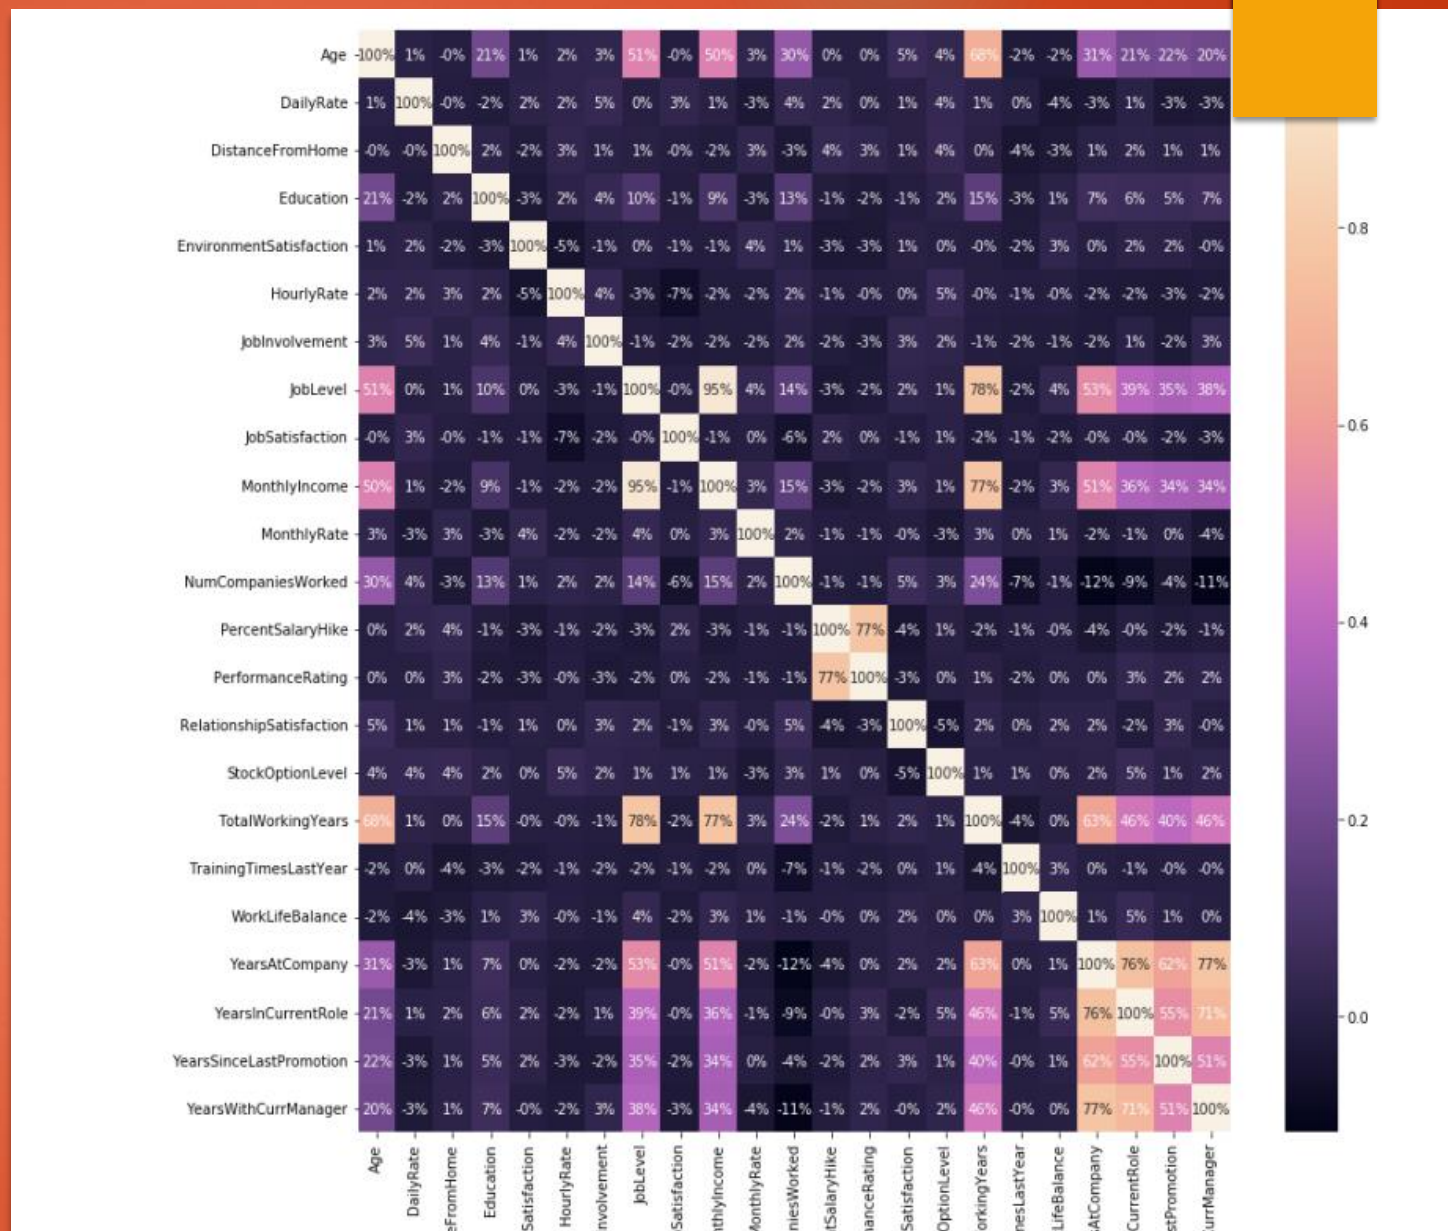 Age 100% 1% -0% 21% 1% 2% 3% 51% -0% 50% 3% 30% 0% 0% 5% 4% 68% -2% -2% 31% 21% 22% 20%
DailyRate 1% 100% -0% -2% 2% 2% 5% 0% 3% 1% -3% 4% 2% 0% 1% 4% 1% 0% -4% -3% 1% -3% -3%
DistanceFromHome -0% -0% 100% 2% -2% 3% 1% 1% -0% -2% 3% -3% 4% 3% 1% 4% 0% -4% -3% 1% 2% 1% 1%
Education 21% -2% 2% 100% -3% 2% 4% 10% -1% 9% -3% 13% -1% -2% -1% 2% 15% -3% 1% 7% 6% 5% 7%
EnvironmentSatisfaction 1% 2% -2% -3% 100% -5% -1% 0% -1% -1% 4% 1% -3% -3% 1% 0% -0% -2% 3% 0% 2% 2% -0%
HourlyRate 2% 2% 3% 2% -5% 100% 4% -3% -7% -2% -2% 2% -1% -0% 0% 5% -0% -1% -0% -2% -2% -3% -2%
JobInvolvement 3% 5% 1% 4% -1% 4% 100% -1% -2% -2% -2% 2% -2% -3% 3% 2% -1% -2% -1% -2% 1% -2% 3%
JobLevel 51% 0% 1% 10% 0% -3% -1% 100% -0% 95% 4% 14% -3% -2% 2% 1% 78% -2% 4% 53% 39% 35% 38%
JobSatisfaction -0% 3% -0% -1% -1% -7% -2% -0% 100% -1% 0% -6% 2% 0% -1% 1% -2% -1% -2% -0% -0% -2% -3%
MonthlyIncome 50% 1% -2% 9% -1% -2% -2% 95% -1% 100% 3% 15% -3% -2% 3% 1% 77% -2% 3% 51% 36% 34% 34%
MonthlyRate 3% -3% 3% -3% 4% -2% -2% 4% 0% 3% 100% 2% -1% -1% -0% -3% 3% 0% 1% -2% -1% 0% -4%
NumCompaniesWorked 30% 4% -3% 13% 1% 2% 2% 14% -6% 15% 2% 100% -1% -1% 5% 3% 24% -7% -1% -12% -9% -4% -11%
PercentSalaryHike 0% 2% 4% -1% -3% -1% -2% -3% 2% -3% -1% -1% 100% 77% -4% 1% -2% -1% -0% -4% -0% -2% -1%
PerformanceRating 0% 0% 3% -2% -3% -0% -3% -2% 0% -2% -1% -1% 77% 100% -3% 0% 1% -2% 0% 0% 3% 2% 2%
RelationshipSatisfaction 5% 1% 1% -1% 1% 0% 3% 2% -1% 3% -0% 5% -4% -3% 100% -5% 2% 0% 2% 2% -2% 3% -0%
StockOptionLevel 4% 4% 4% 2% 0% 5% 2% 1% 1% 1% -3% 3% 1% 0% -5% 100% 1% 1% 0% 2% 5% 1% 2%
TotalWorkingYears 68% 1% 0% 15% -0% -0% -1% 78% -2% 77% 3% 24% -2% 1% 2% 1% 100% -4% 0% 63% 46% 40% 46%
TrainingTimesLastYear -2% 0% -4% -3% -2% -1% -2% -2% -1% -2% 0% -7% -1% -2% 0% 1% -4% 100% 3% 0% -1% -0% -0%
WorkLifeBalance -2% -4% -3% 1% 3% -0% -1% 4% -2% 3% 1% -1% -0% 0% 2% 0% 0% 3% 100% 1% 5% 1% 0%
YearsAtCompany 31% -3% 1% 7% 0% -2% -2% 53% -0% 51% -2% -12% -4% 0% 2% 2% 63% 0% 1% 100% 76% 62% 77%
YearsInCurrentRole 21% 1% 2% 6% 2% -2% 1% 39% -0% 36% -1% -9% -0% 3% -2% 5% 46% -1% 5% 76% 100% 55% 71%
YearsSinceLastPromotion 22% -3% 1% 5% 2% -3% -2% 35% -2% 34% 0% -4% -2% 2% 3% 1% 40% -0% 1% 62% 55% 100% 51%
YearsWithCurrManager 20% -3% 1% 7% -0% -2% 3% 38% -3% 34% -4% -11% -1% 2% -0% 2% 46% -0% 0% 77% 71% 51% 100%
Age
DailyRate
eFromHome
Education
Satisfaction
HourlyRate
nvolvement
JobLevel
Satisfaction
nthlyIncome
MonthlyRate
niesWorked
tSalaryHike
nanceRating
Satisfaction
OptionLevel
orkingYears
nesLastYear
LifeBalance
AtCompany
CurrentRole
stPromotion
CurrManager
0.8
0.6
0.4
0.2
0.0